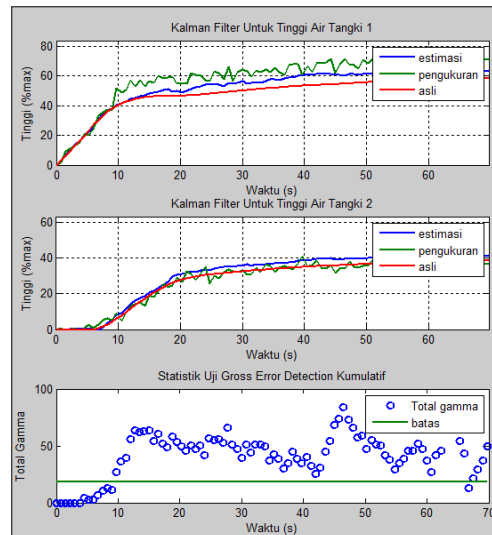 Kalman Filter Untuk Tinggi Air Tangki 1
80
60
40
20
0
Tinggi (%max)
estimasi
pengukuran
asli
0 10 20 30 40 50 60
Waktu (s)
Kalman Filter Untuk Tinggi Air Tangki 2
60
40
20
0
Tinggi (%max)
estimasi
pengukuran
asli
0 10 20 30 40 50 60
Waktu (s)
Statistik Uji Gross Error Detection Kumulatif
100
50
0
Total Gamma
Total gamma
batas
0 10 20 30 40 50 60 70
Waktu (s)